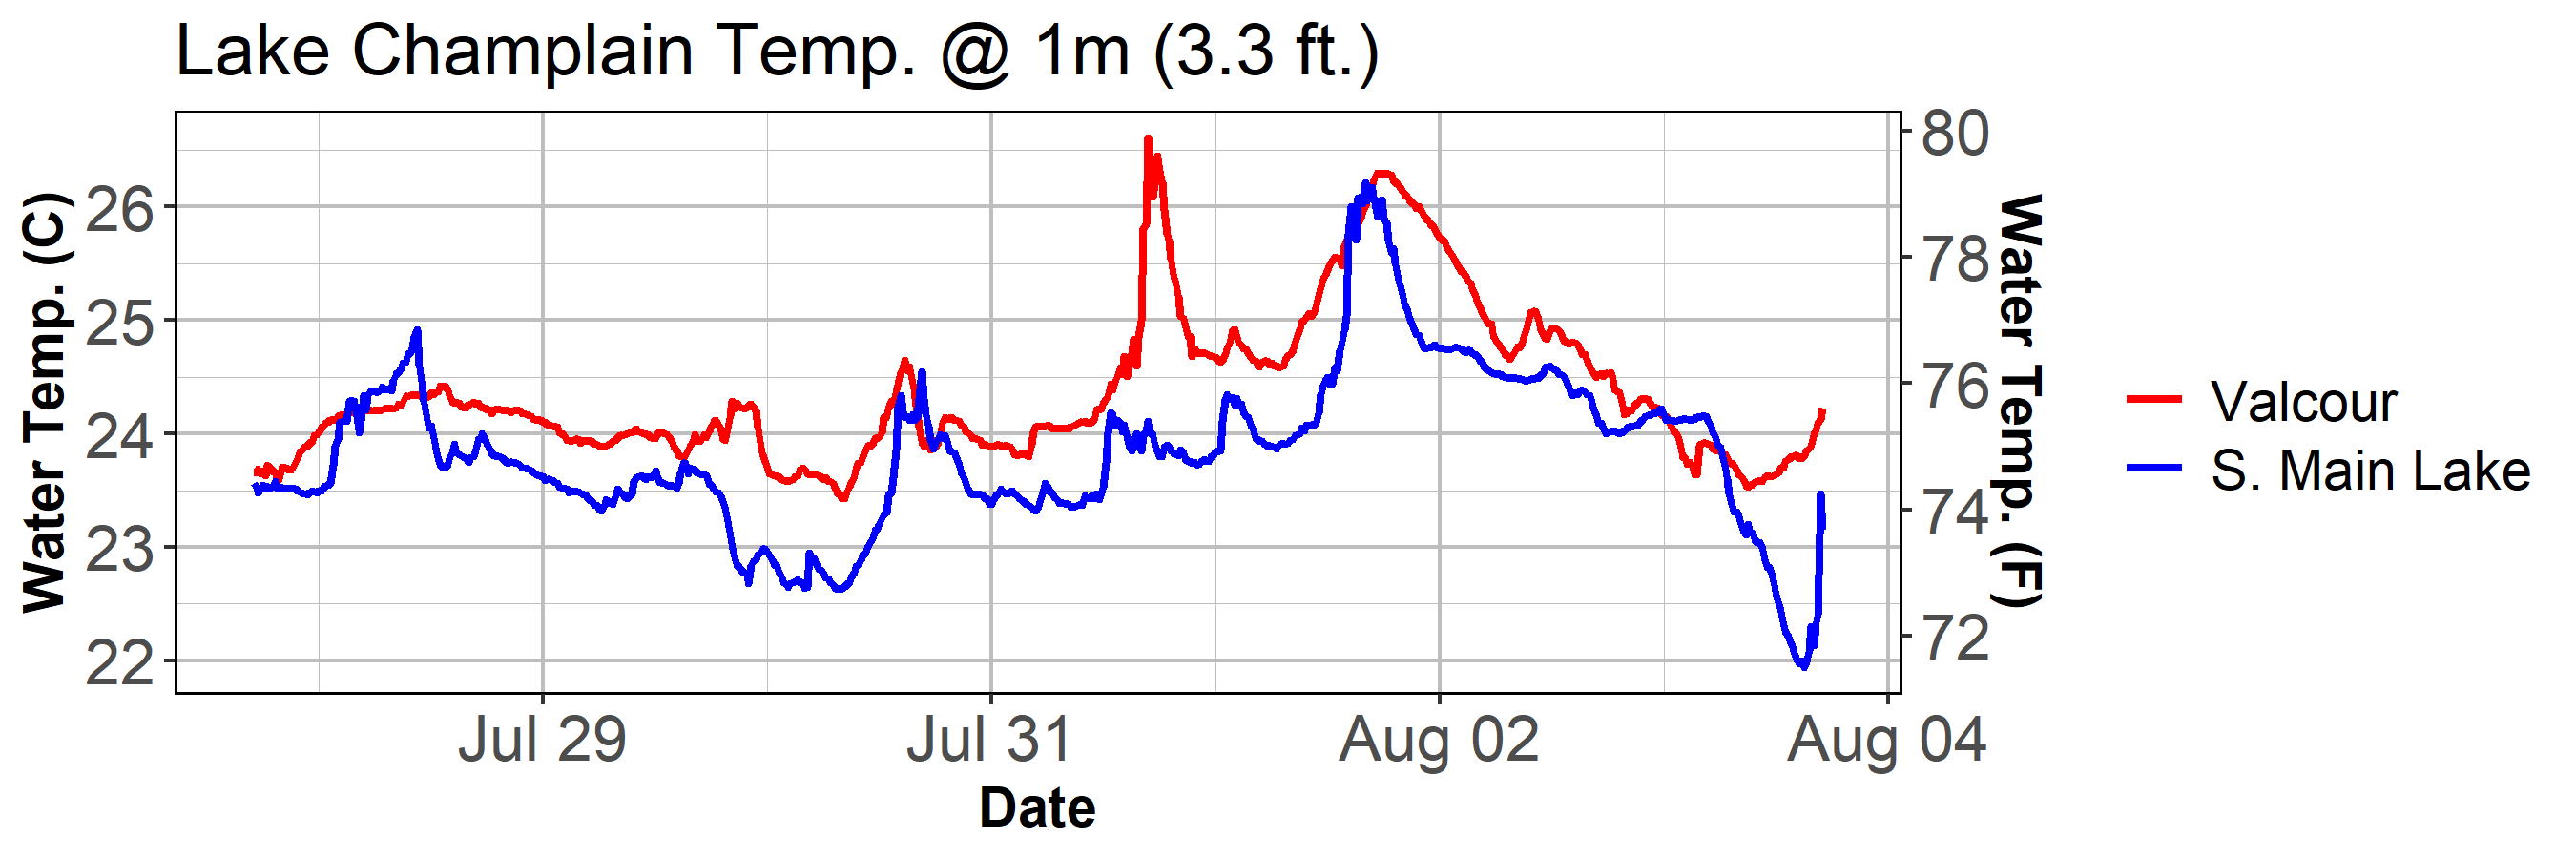 Lake Champlain Temp. @ 1m (3.3 ft.)
Water Temp. (C)
26
25
24
23
22
80
78
76
74
72
Water Temp. (F)
Valcour
S. Main Lake
Jul 29
Jul 31
Aug 02
Aug 04
Date